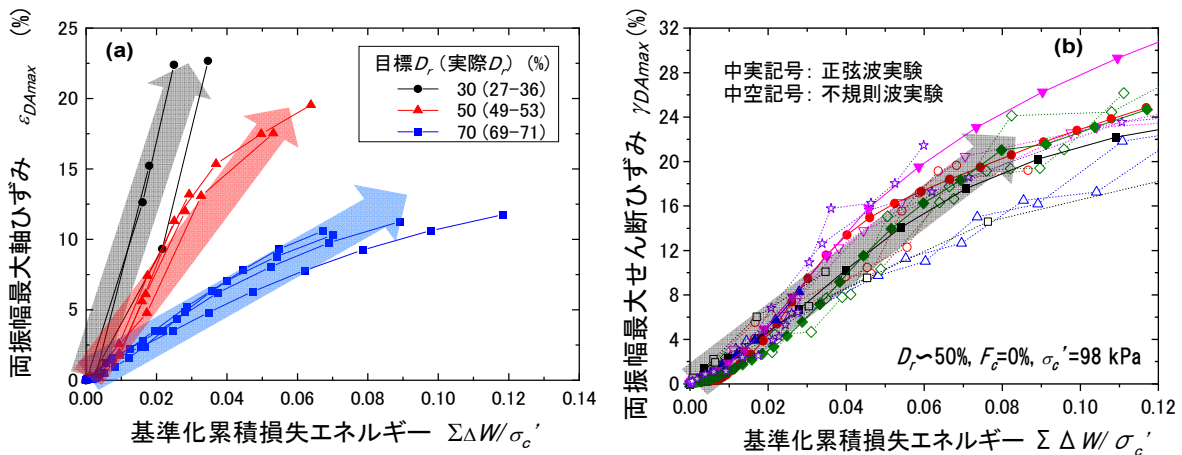 (%)
両振幅最大軸ひずみ εDAmax
25
20
15
10
5
0
(a)
目標Dr (実際Dr) (%)
30 (27-36)
50 (49-53)
70 (69-71)
0.00 0.02 0.04 0.06 0.08 0.10 0.12 0.14
基準化累積損失エネルギー ΣΔW/σc'
(%)
両振幅最大せん断ひずみ γDAmax
32
28
24
20
16
12
8
4
0
(b)
中実記号: 正弦波実験
中空記号: 不規則波実験
Dr∽50%, Fc=0%, σc'=98 kPa
0.00 0.02 0.04 0.06 0.08 0.10 0.12
基準化累積損失エネルギー Σ ΔW/σc'